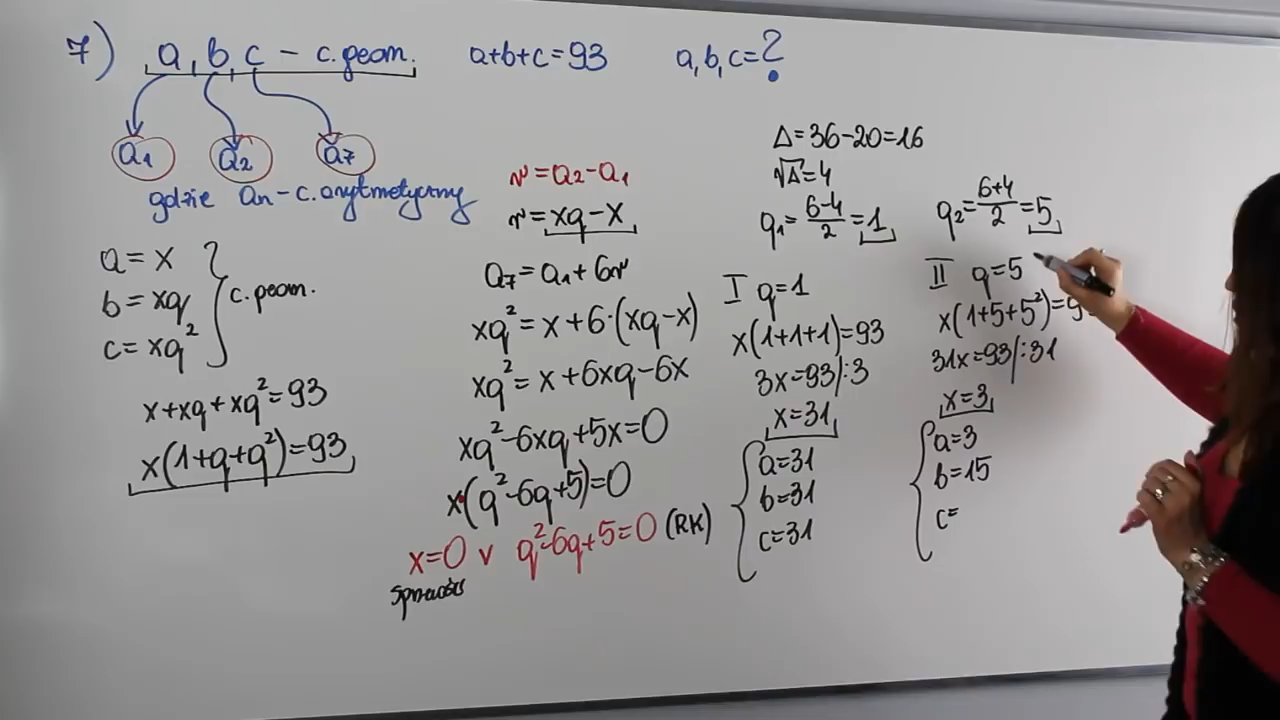 7) a, b, c – c. geom. a+b+c=93 a,b,c=?
a₁ a₂ a₇
gdzie an – c. arytmetyczny
a = x
b = xq
c = xq²
c. geom.
x+xq+xq²=93
x(1+q+q²)=93
r=a₂-a₁
r=xq-x
a₇=a₁+6r
xq²=x+6·(xq-x)
xq²=x+6xq-6x
xq²-6xq+5x=0
x·(q²-6q+5)=0
x=0 v q²-6q+5=0 (RK)
Δ=36-20=16
√Δ=4
q₁=(6-4)/2=1
I q=1
x(1+1+1)=93
3x=93/:3
x=31
a=31
b=31
c=31
q₂=(6+4)/2=5
II q=5
x(1+5+5²)=9
31x=93/:31
x=3
a=3
b=15
c=